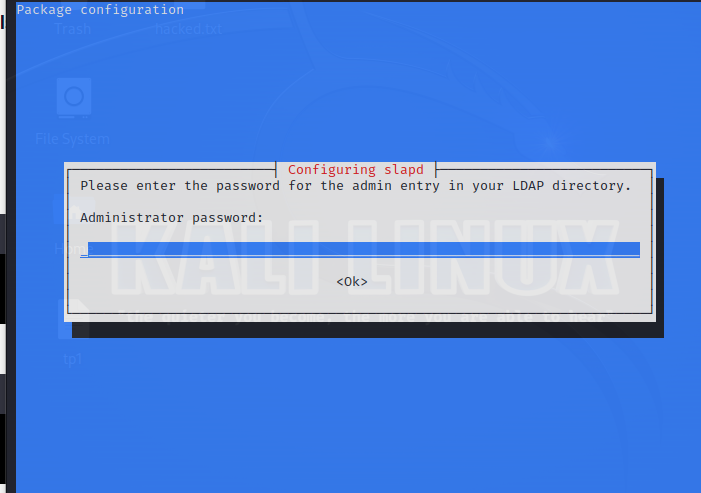 Package configuration
Trash
hacked.txt
File System
Configuring slapd
Please enter the password for the admin entry in your LDAP directory.
Administrator password:
KALI LINUX
<Ok>
"the quieter you become, the more you are able to hear"
tp1